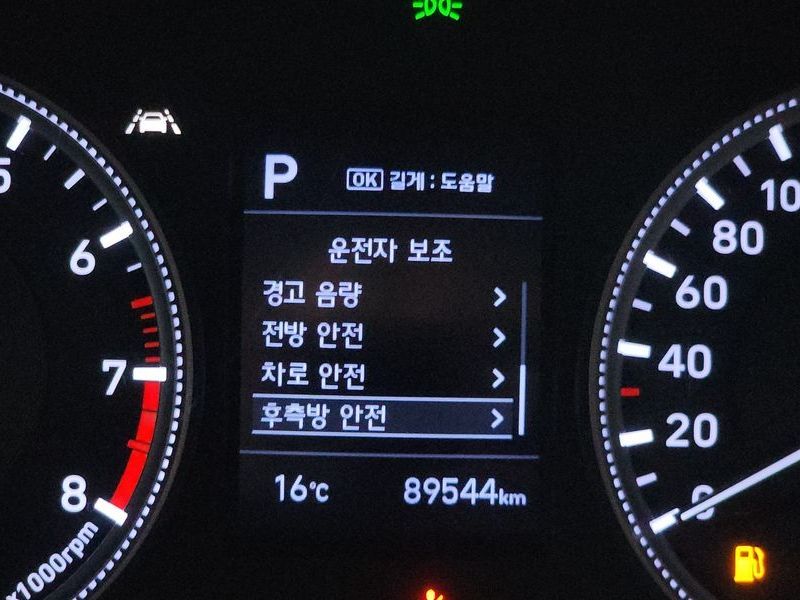 P OK 길게 : 도움말
운전자 보조
경고 음량
전방 안전
차로 안전
후측방 안전
16°C 89544km
5
6
7
8
x1000rpm
100
80
60
40
20
0